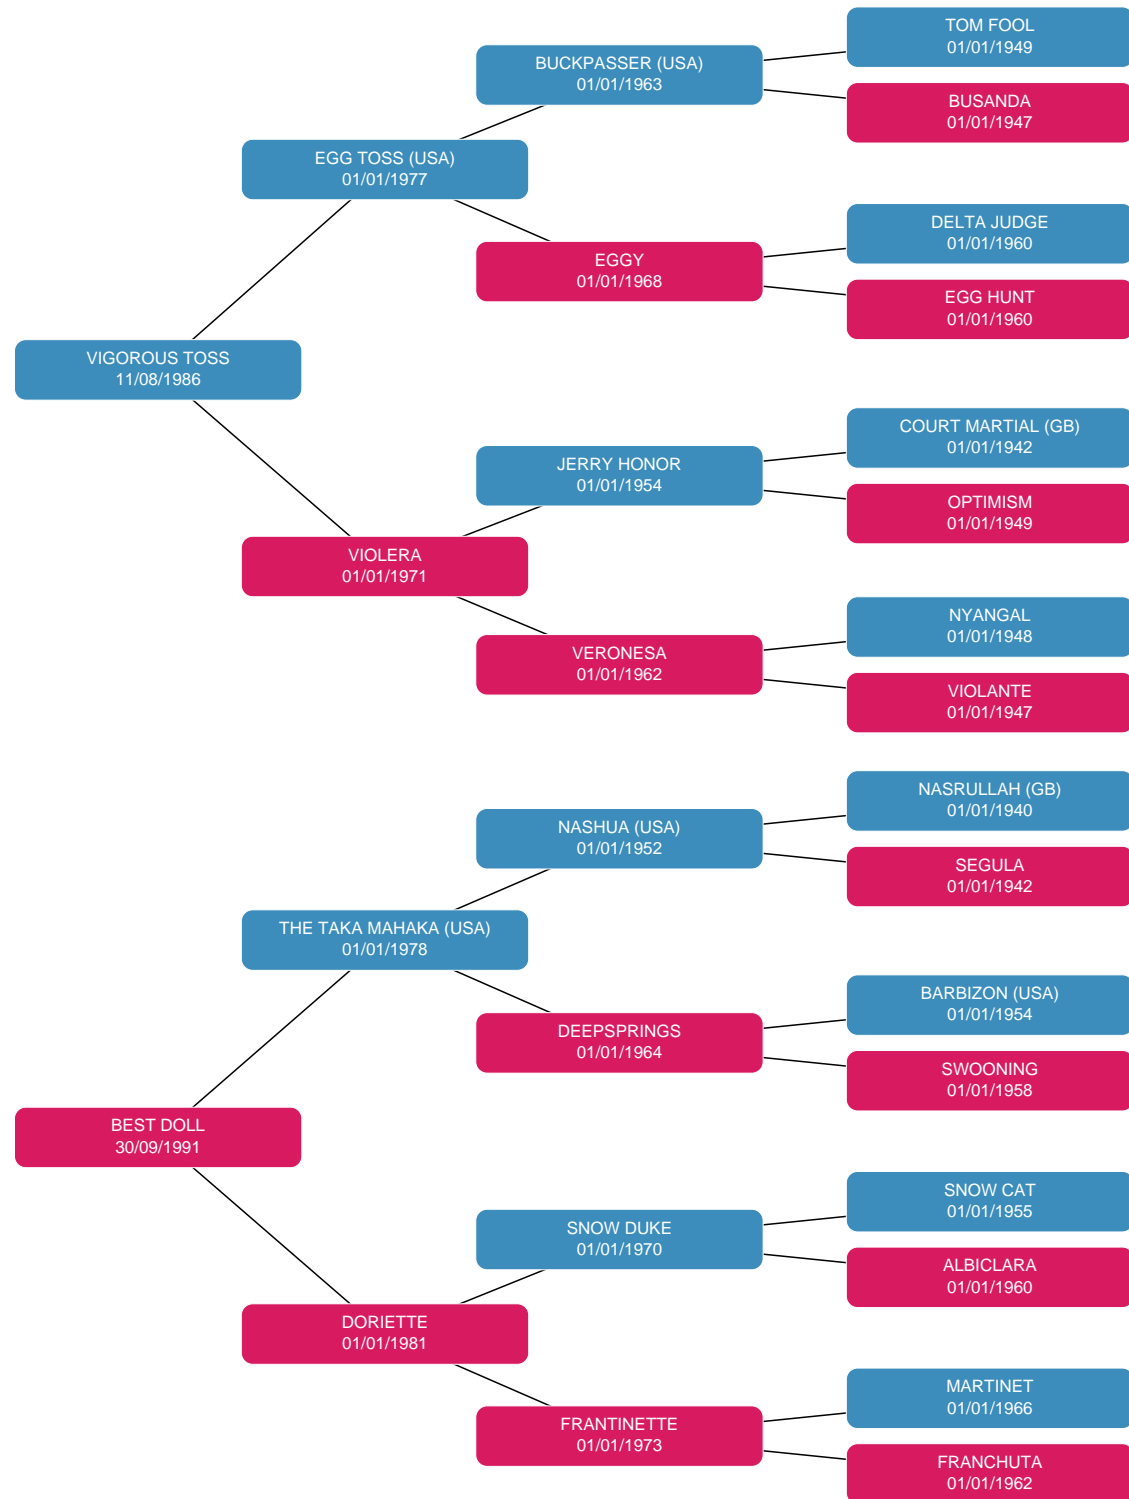 TOM FOOL
01/01/1949
BUCKPASSER (USA)
01/01/1963
BUSANDA
01/01/1947
EGG TOSS (USA)
01/01/1977
DELTA JUDGE
01/01/1960
EGGY
01/01/1968
EGG HUNT
01/01/1960
VIGOROUS TOSS
11/08/1986
COURT MARTIAL (GB)
01/01/1942
JERRY HONOR
01/01/1954
OPTIMISM
01/01/1949
VIOLERA
01/01/1971
NYANGAL
01/01/1948
VERONESA
01/01/1962
VIOLANTE
01/01/1947
NASRULLAH (GB)
01/01/1940
NASHUA (USA)
01/01/1952
SEGULA
01/01/1942
THE TAKA MAHAKA (USA)
01/01/1978
BARBIZON (USA)
01/01/1954
DEEPSPRINGS
01/01/1964
SWOONING
01/01/1958
BEST DOLL
30/09/1991
SNOW CAT
01/01/1955
SNOW DUKE
01/01/1970
ALBICLARA
01/01/1960
DORIETTE
01/01/1981
MARTINET
01/01/1966
FRANTINETTE
01/01/1973
FRANCHUTA
01/01/1962